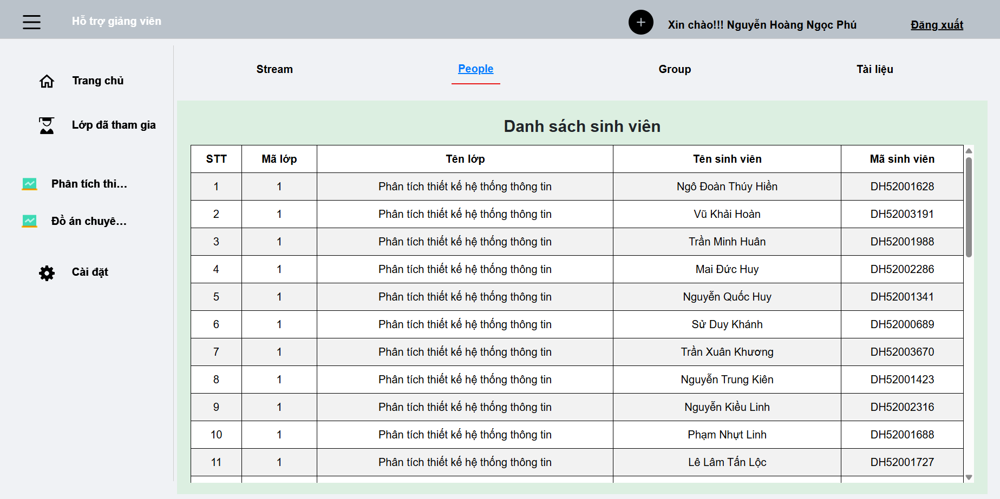 Hỗ trợ giảng viên
Xin chào!!! Nguyễn Hoàng Ngọc Phú
Đăng xuất
Trang chủ
Lớp đã tham gia
Phân tích thi...
Đồ án chuyê...
Cài đặt
Stream People Group Tài liệu
Danh sách sinh viên
STT Mã lớp Tên lớp Tên sinh viên Mã sinh viên
1 1 Phân tích thiết kế hệ thống thông tin Ngô Đoàn Thúy Hiền DH52001628
2 1 Phân tích thiết kế hệ thống thông tin Vũ Khải Hoàn DH52003191
3 1 Phân tích thiết kế hệ thống thông tin Trần Minh Huân DH52001988
4 1 Phân tích thiết kế hệ thống thông tin Mai Đức Huy DH52002286
5 1 Phân tích thiết kế hệ thống thông tin Nguyễn Quốc Huy DH52001341
6 1 Phân tích thiết kế hệ thống thông tin Sử Duy Khánh DH52000689
7 1 Phân tích thiết kế hệ thống thông tin Trần Xuân Khương DH52003670
8 1 Phân tích thiết kế hệ thống thông tin Nguyễn Trung Kiên DH52001423
9 1 Phân tích thiết kế hệ thống thông tin Nguyễn Kiều Linh DH52002316
10 1 Phân tích thiết kế hệ thống thông tin Phạm Nhựt Linh DH52001688
11 1 Phân tích thiết kế hệ thống thông tin Lê Lâm Tấn Lộc DH52001727